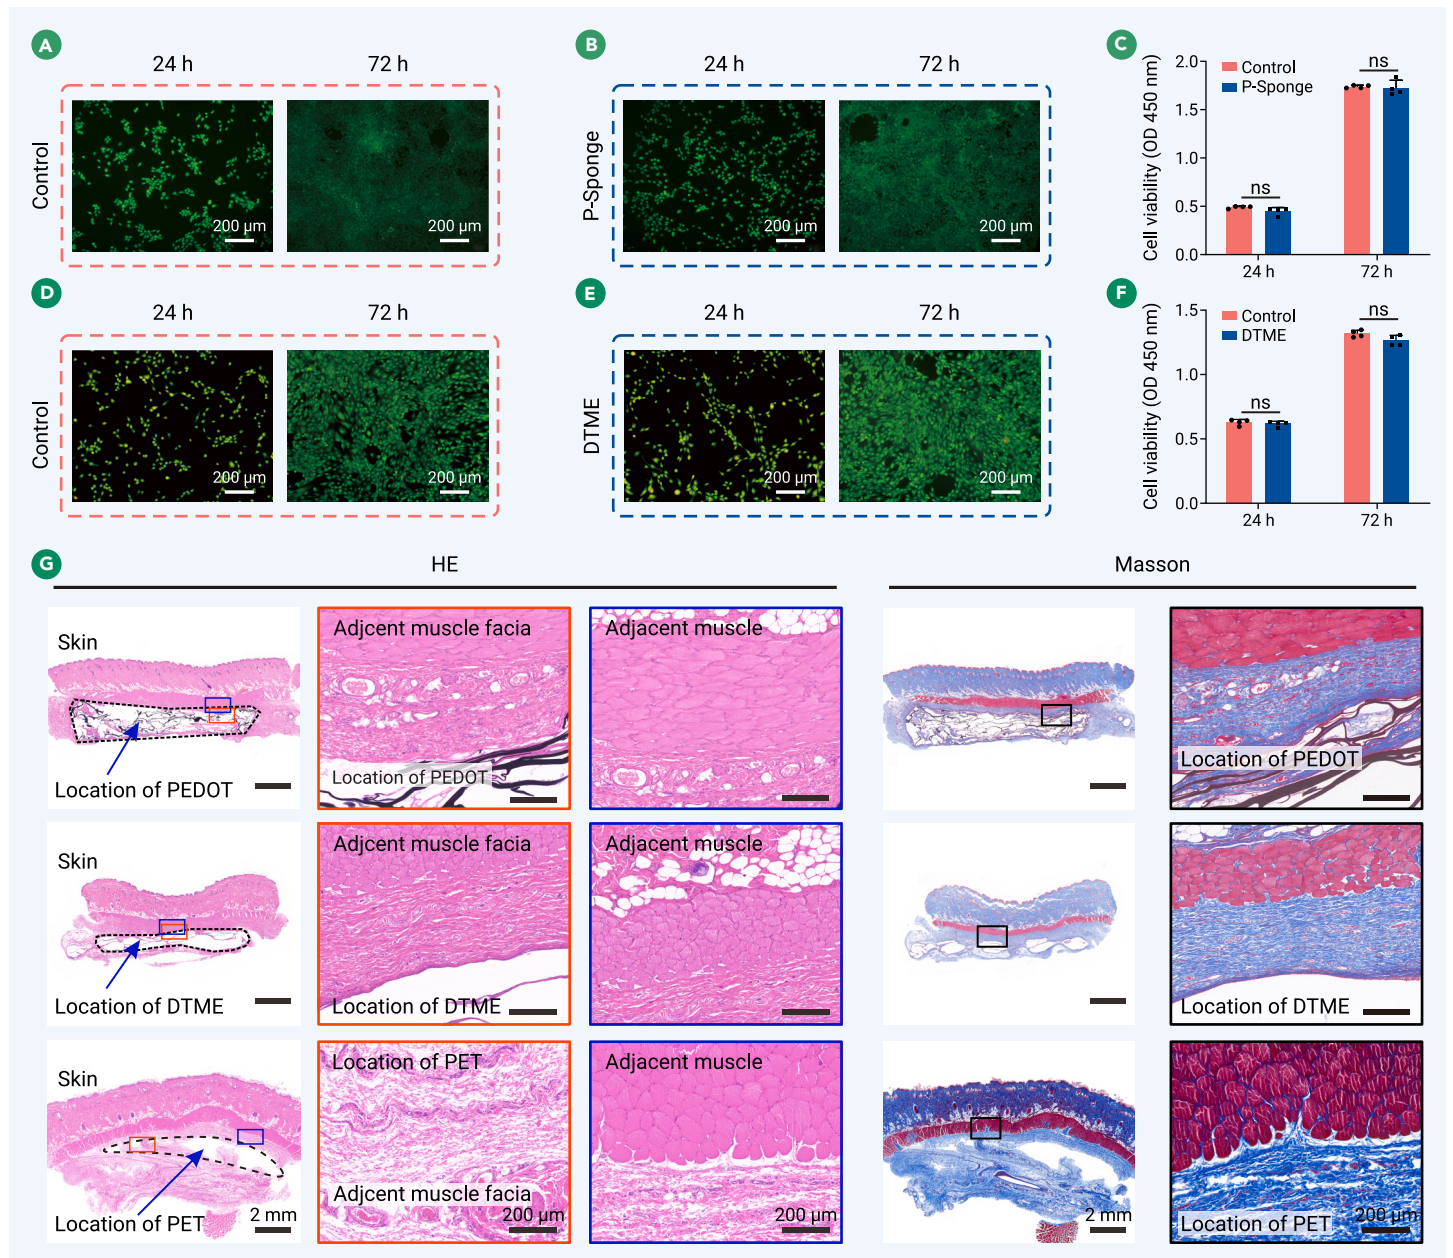 A
24 h
72 h
Control
200 μm
200 μm
B
24 h
72 h
P-Sponge
200 μm
200 μm
C
Cell viability (OD 450 nm)
2.0
1.5
1.0
0.5
0.0
Control
P-Sponge
ns
ns
24 h
72 h
D
24 h
72 h
Control
200 μm
200 μm
E
24 h
72 h
DTME
200 μm
200 μm
F
Cell viability (OD 450 nm)
1.5
1.0
0.5
0.0
Control
DTME
ns
ns
24 h
72 h
G
HE
Masson
Skin
Location of PEDOT
Adjcent muscle facia
Location of PEDOT
Adjacent muscle
Location of PEDOT
Skin
Location of DTME
Adjcent muscle facia
Location of DTME
Adjacent muscle
Location of DTME
Skin
Location of PET
2 mm
Location of PET
Adjcent muscle facia
200 μm
Adjacent muscle
200 μm
2 mm
Location of PET
200 μm